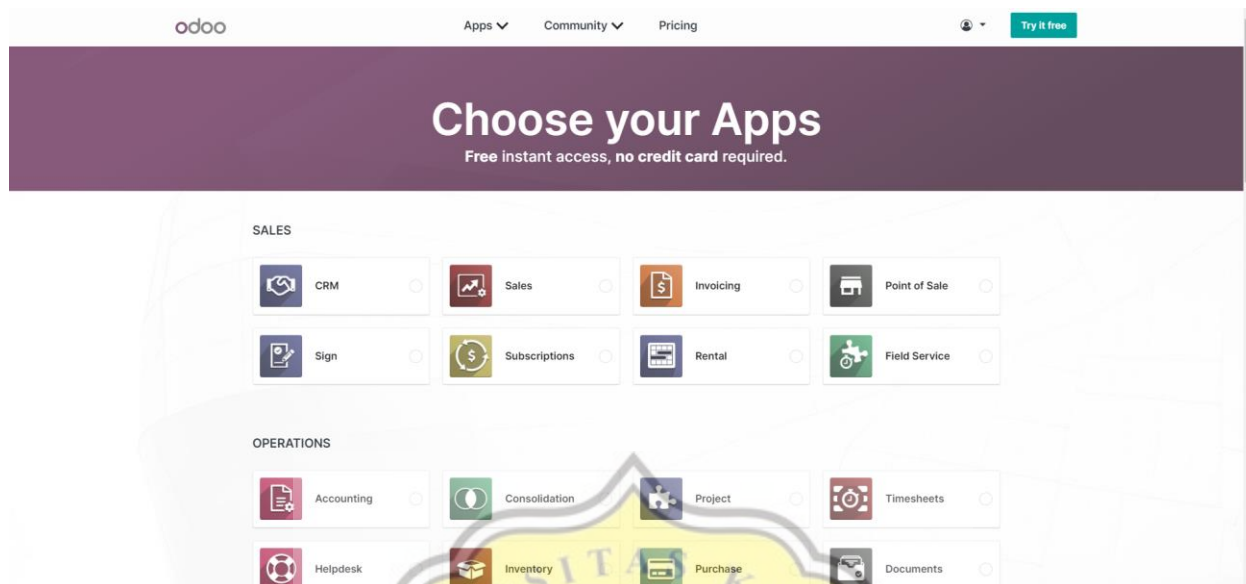 odoo
Apps Community Pricing
Try it free
Choose your Apps
Free instant access, no credit card required.
SALES
CRM Sales Invoicing Point of Sale
Sign Subscriptions Rental Field Service
OPERATIONS
Accounting Consolidation Project Timesheets
Helpdesk Inventory Purchase Documents
SITAS